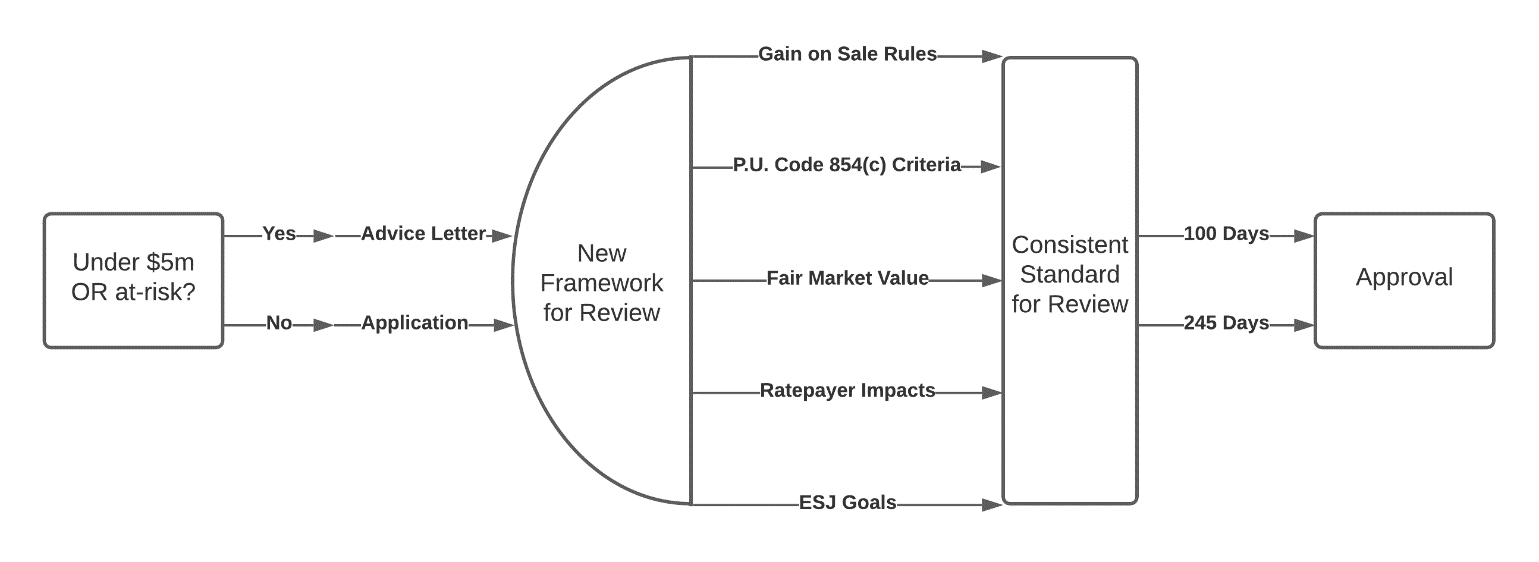 Under $5m
OR at-risk?
Yes
Advice Letter
No
Application
New
Framework
for Review
Gain on Sale Rules
P.U. Code 854(c) Criteria
Fair Market Value
Ratepayer Impacts
ESJ Goals
Consistent
Standard
for Review
100 Days
245 Days
Approval